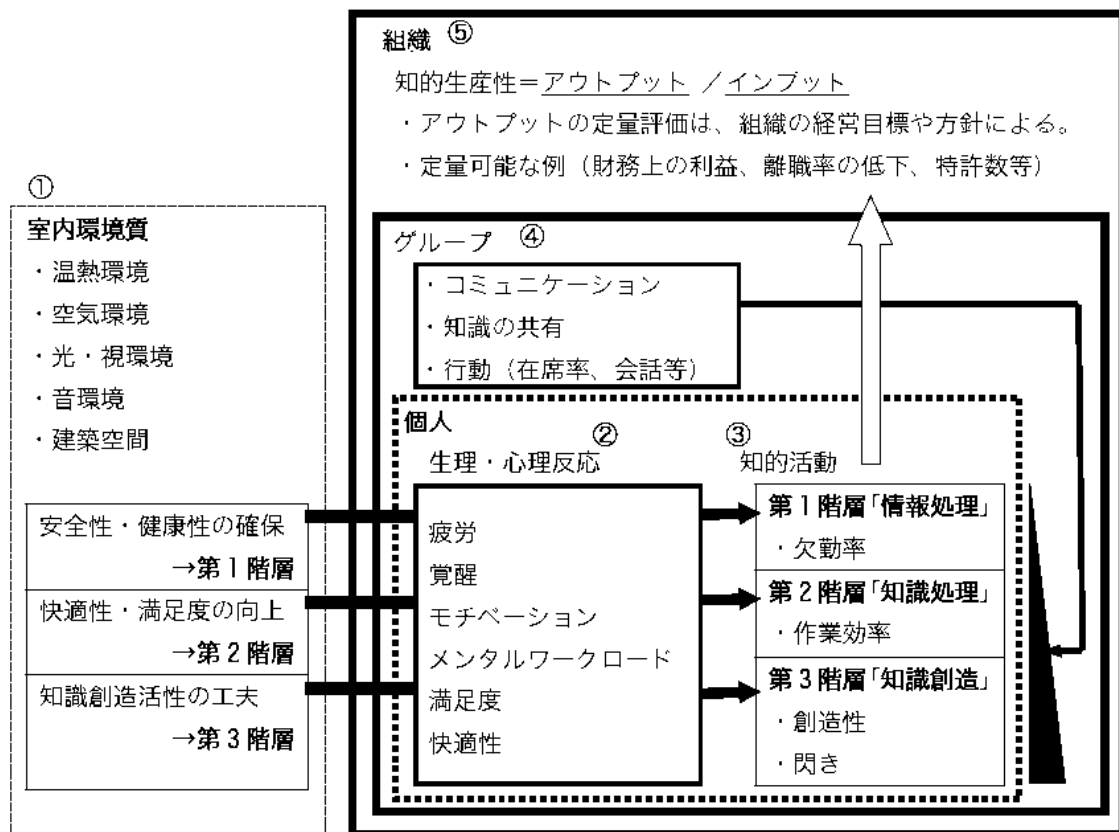 ①
室内環境質
・温熱環境
・空気環境
・光・視環境
・音環境
・建築空間
安全性・健康性の確保
→第1階層
快適性・満足度の向上
→第2階層
知識創造活性の工夫
→第3階層
組織 ⑤
知的生産性=アウトプット /インプット
・アウトプットの定量評価は、組織の経営目標や方針による。
・定量可能な例(財務上の利益、離職率の低下、特許数等)
グループ ④
・コミュニケーション
・知識の共有
・行動(在席率、会話等)
個人
②
生理・心理反応
疲労
覚醒
モチベーション
メンタルワークロード
満足度
快適性
③
知的活動
第1階層「情報処理」
・欠勤率
第2階層「知識処理」
・作業効率
第3階層「知識創造」
・創造性
・閃き